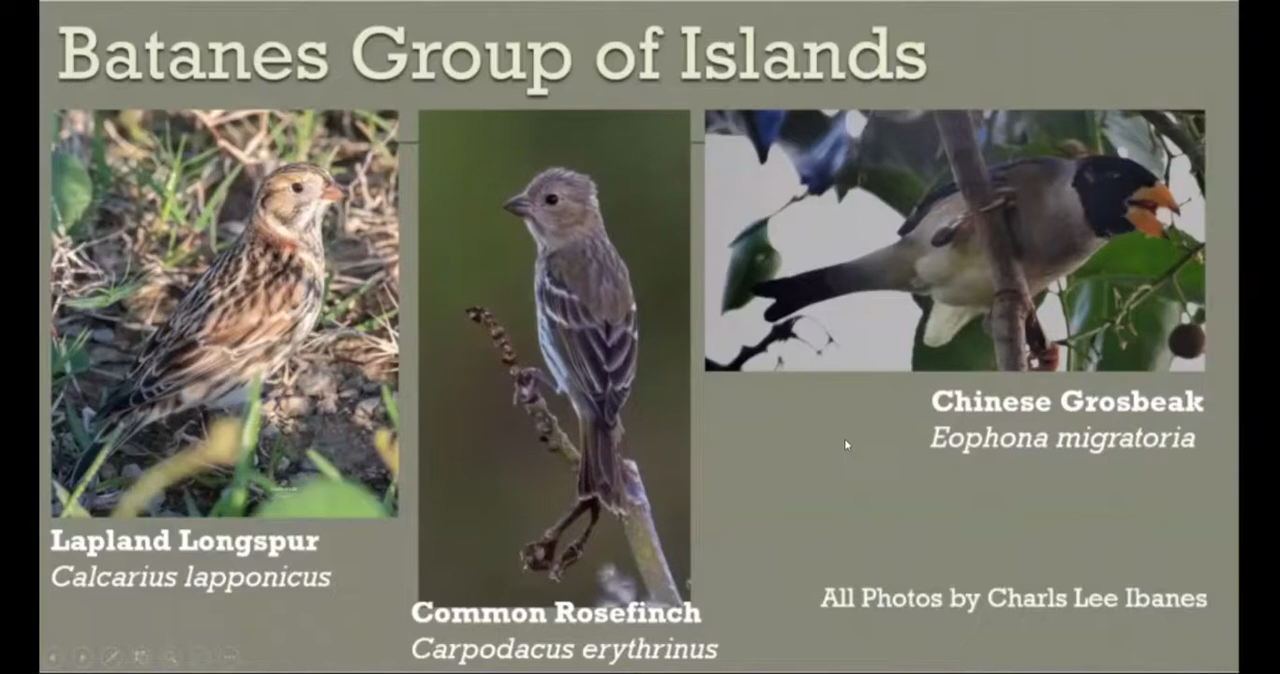 Batanes Group of Islands
Lapland Longspur
Calcarius lapponicus
Common Rosefinch
Carpodacus erythrinus
Chinese Grosbeak
Eophona migratoria
All Photos by Charls Lee Ibanes